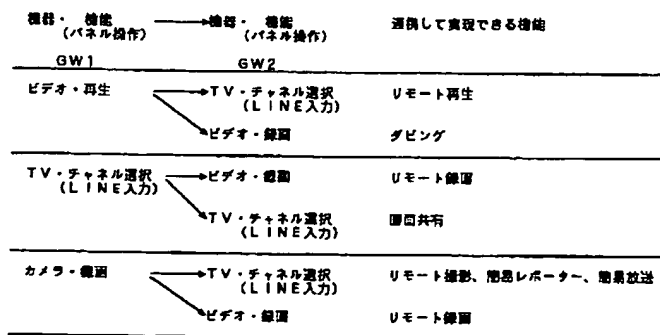 機器・機能 機器・機能 連携して実現できる機能
(パネル操作) (パネル操作)
GW1 GW2
ビデオ・再生 TV・チャネル選択 リモート再生
(LINE入力)
ビデオ・録画 ダビング
TV・チャネル選択 ビデオ・録画 リモート録画
(LINE入力)
TV・チャネル選択 画面共有
(LINE入力)
カメラ・録画 TV・チャネル選択 リモート撮影、簡易レポーター、簡易放送
(LINE入力)
ビデオ・録画 リモート録画